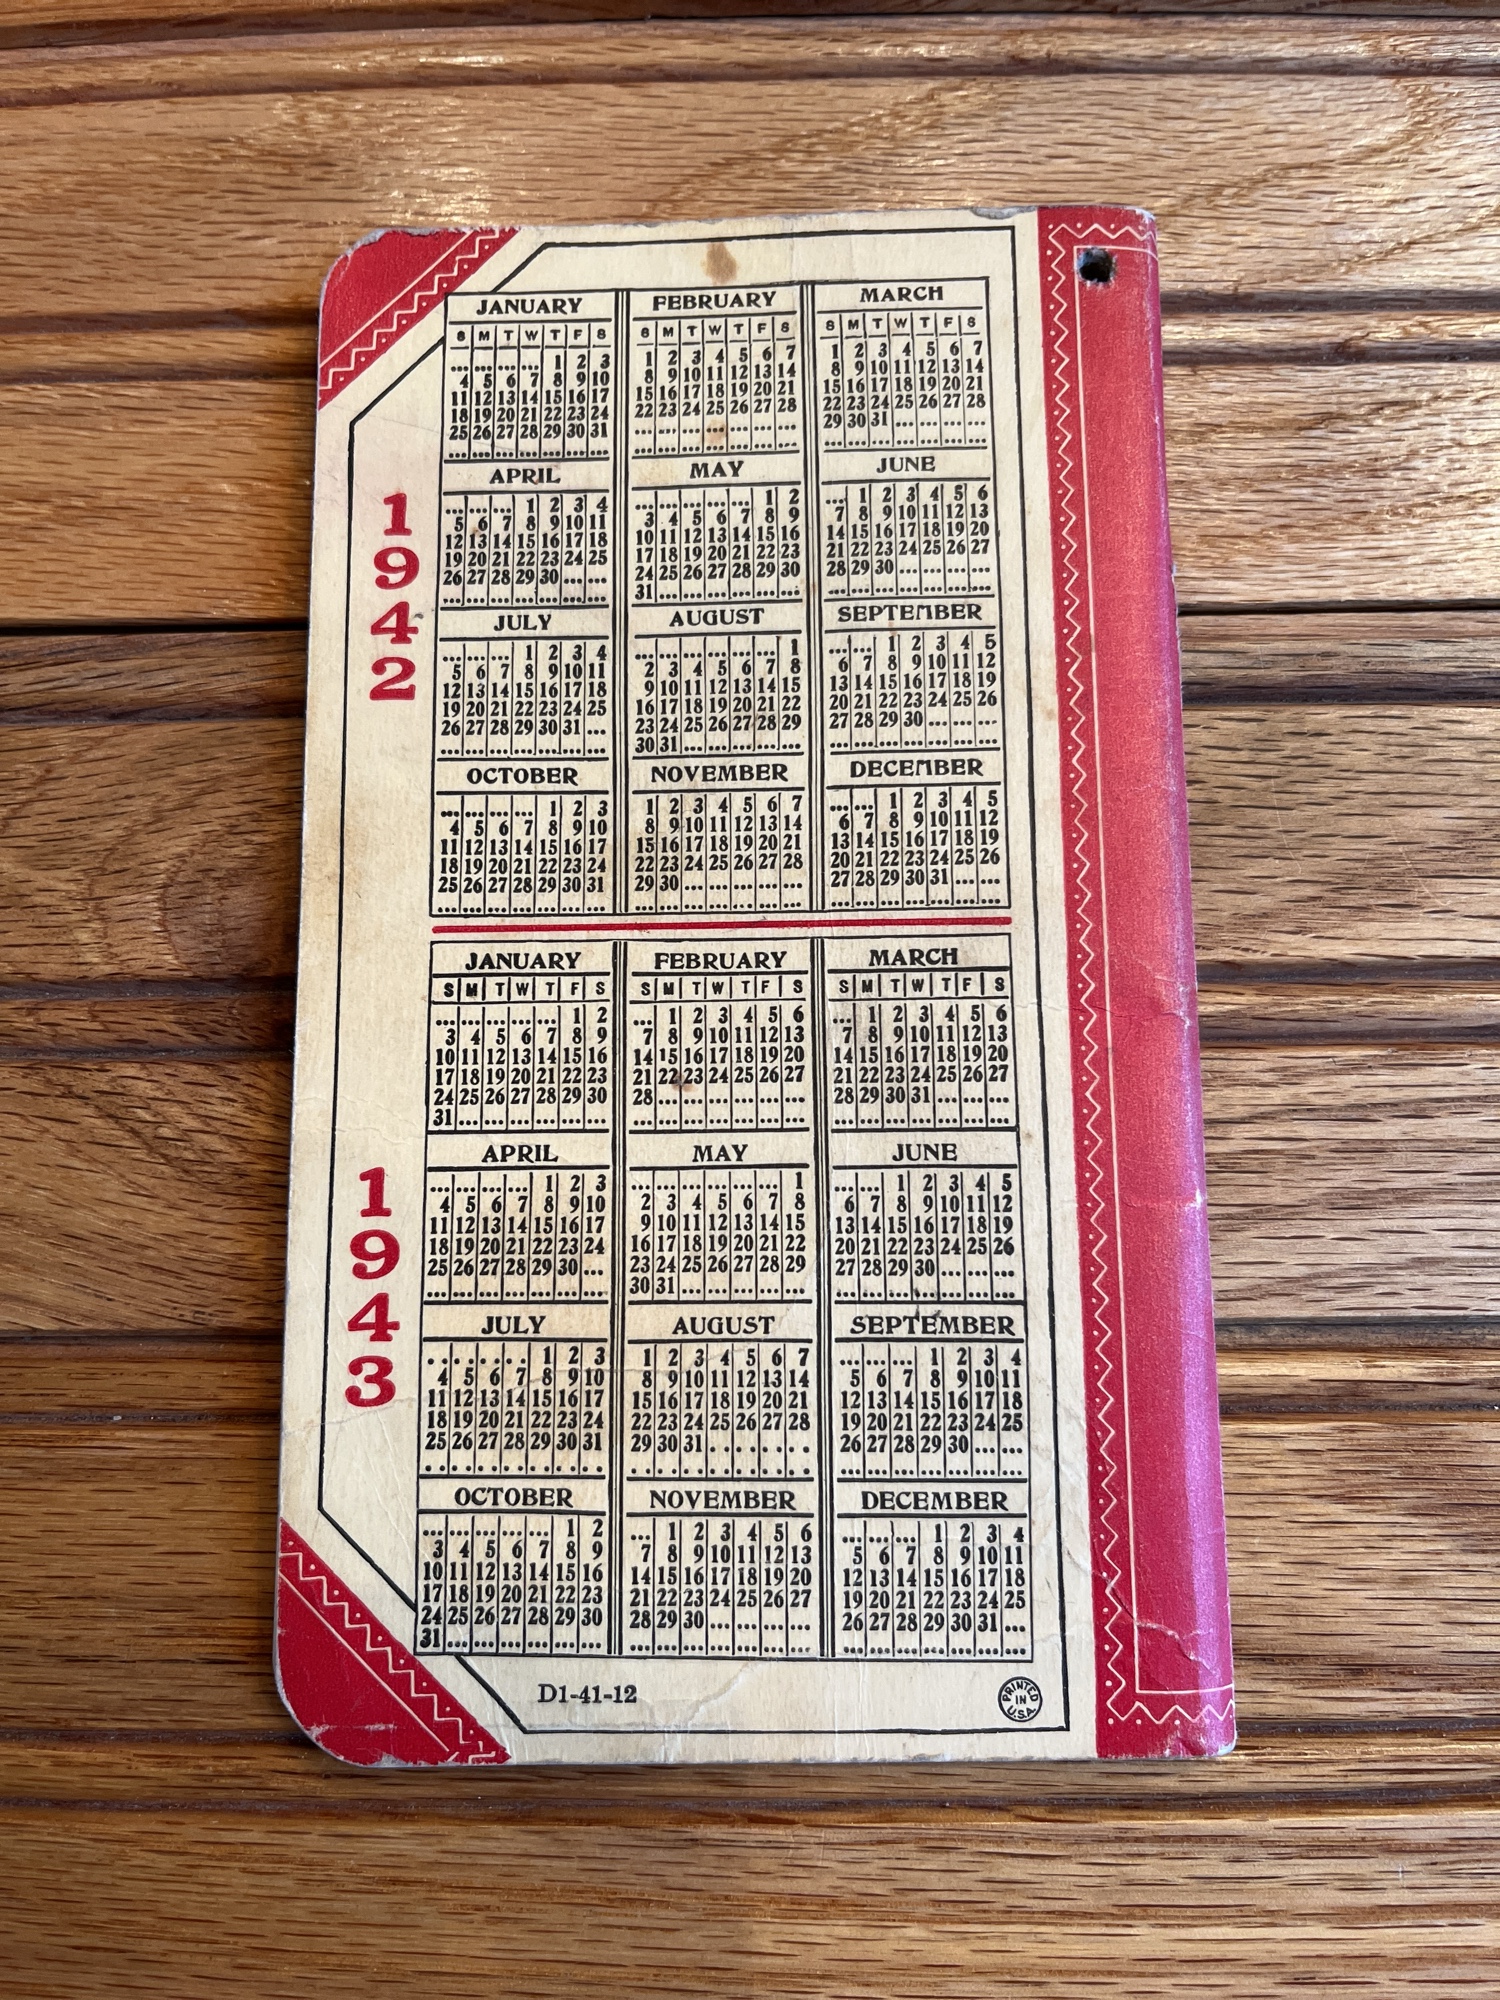 1942
JANUARY
S M T W T F S
1 2 3
4 5 6 7 8 9 10
11 12 13 14 15 16 17
18 19 20 21 22 23 24
25 26 27 28 29 30 31
FEBRUARY
S M T W T F S
1 2 3 4 5 6 7
8 9 10 11 12 13 14
15 16 17 18 19 20 21
22 23 24 25 26 27 28
MARCH
S M T W T F S
1 2 3 4 5 6 7
8 9 10 11 12 13 14
15 16 17 18 19 20 21
22 23 24 25 26 27 28
29 30 31
APRIL
1 2 3 4
5 6 7 8 9 10 11
12 13 14 15 16 17 18
19 20 21 22 23 24 25
26 27 28 29 30
MAY
1 2
3 4 5 6 7 8 9
10 11 12 13 14 15 16
17 18 19 20 21 22 23
24 25 26 27 28 29 30
31
JUNE
1 2 3 4 5 6
7 8 9 10 11 12 13
14 15 16 17 18 19 20
21 22 23 24 25 26 27
28 29 30
JULY
1 2 3 4
5 6 7 8 9 10 11
12 13 14 15 16 17 18
19 20 21 22 23 24 25
26 27 28 29 30 31
AUGUST
1
2 3 4 5 6 7 8
9 10 11 12 13 14 15
16 17 18 19 20 21 22
23 24 25 26 27 28 29
30 31
SEPTEMBER
1 2 3 4 5
6 7 8 9 10 11 12
13 14 15 16 17 18 19
20 21 22 23 24 25 26
27 28 29 30
OCTOBER
1 2 3
4 5 6 7 8 9 10
11 12 13 14 15 16 17
18 19 20 21 22 23 24
25 26 27 28 29 30 31
NOVEMBER
1 2 3 4 5 6 7
8 9 10 11 12 13 14
15 16 17 18 19 20 21
22 23 24 25 26 27 28
29 30
DECEMBER
1 2 3 4 5
6 7 8 9 10 11 12
13 14 15 16 17 18 19
20 21 22 23 24 25 26
27 28 29 30 31
1943
JANUARY
S M T W T F S
1 2
3 4 5 6 7 8 9
10 11 12 13 14 15 16
17 18 19 20 21 22 23
24 25 26 27 28 29 30
31
FEBRUARY
S M T W T F S
1 2 3 4 5 6
7 8 9 10 11 12 13
14 15 16 17 18 19 20
21 22 23 24 25 26 27
28
MARCH
S M T W T F S
1 2 3 4 5 6
7 8 9 10 11 12 13
14 15 16 17 18 19 20
21 22 23 24 25 26 27
28 29 30 31
APRIL
1 2 3
4 5 6 7 8 9 10
11 12 13 14 15 16 17
18 19 20 21 22 23 24
25 26 27 28 29 30
MAY
1
2 3 4 5 6 7 8
9 10 11 12 13 14 15
16 17 18 19 20 21 22
23 24 25 26 27 28 29
30 31
JUNE
1 2 3 4 5
6 7 8 9 10 11 12
13 14 15 16 17 18 19
20 21 22 23 24 25 26
27 28 29 30
JULY
1 2 3
4 5 6 7 8 9 10
11 12 13 14 15 16 17
18 19 20 21 22 23 24
25 26 27 28 29 30 31
AUGUST
1 2 3 4 5 6 7
8 9 10 11 12 13 14
15 16 17 18 19 20 21
22 23 24 25 26 27 28
29 30 31
SEPTEMBER
1 2 3 4
5 6 7 8 9 10 11
12 13 14 15 16 17 18
19 20 21 22 23 24 25
26 27 28 29 30
OCTOBER
1 2
3 4 5 6 7 8 9
10 11 12 13 14 15 16
17 18 19 20 21 22 23
24 25 26 27 28 29 30
31
NOVEMBER
1 2 3 4 5 6
7 8 9 10 11 12 13
14 15 16 17 18 19 20
21 22 23 24 25 26 27
28 29 30
DECEMBER
1 2 3 4
5 6 7 8 9 10 11
12 13 14 15 16 17 18
19 20 21 22 23 24 25
26 27 28 29 30 31
D1-41-12
PRINTED
IN
U.S.A.